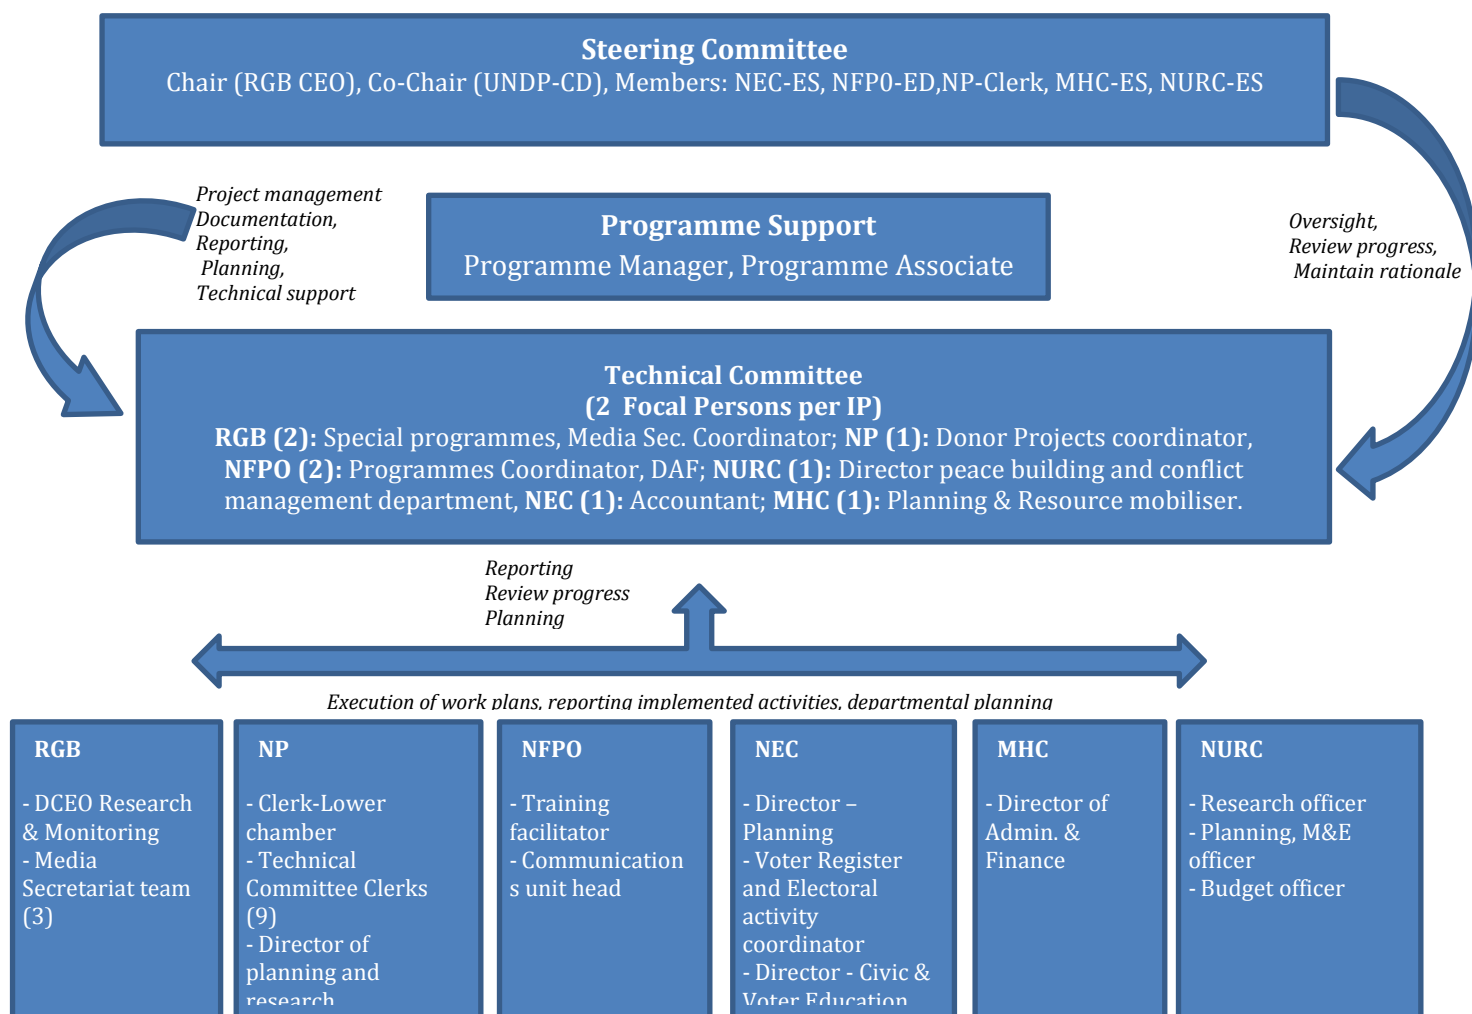 Steering Committee
Chair (RGB CEO), Co-Chair (UNDP-CD), Members: NEC-ES, NFP0-ED,NP-Clerk, MHC-ES, NURC-ES
Project management
Documentation,
Reporting,
Planning,
Technical support
Programme Support
Programme Manager, Programme Associate
Oversight,
Review progress,
Maintain rationale
Technical Committee
(2 Focal Persons per IP)
RGB (2): Special programmes, Media Sec. Coordinator; NP (1): Donor Projects coordinator,
NFPO (2): Programmes Coordinator, DAF; NURC (1): Director peace building and conflict
management department, NEC (1): Accountant; MHC (1): Planning & Resource mobiliser.
Reporting
Review progress
Planning
Execution of work plans, reporting implemented activities, departmental planning
RGB
- DCEO Research
& Monitoring
- Media
Secretariat team
(3)
NP
- Clerk-Lower
chamber
- Technical
Committee Clerks
(9)
- Director of
planning and
research
NFPO
- Training
facilitator
- Communication
s unit head
NEC
- Director –
Planning
- Voter Register
and Electoral
activity
coordinator
- Director - Civic &
Voter Education
MHC
- Director of
Admin. &
Finance
NURC
- Research officer
- Planning, M&E
officer
- Budget officer